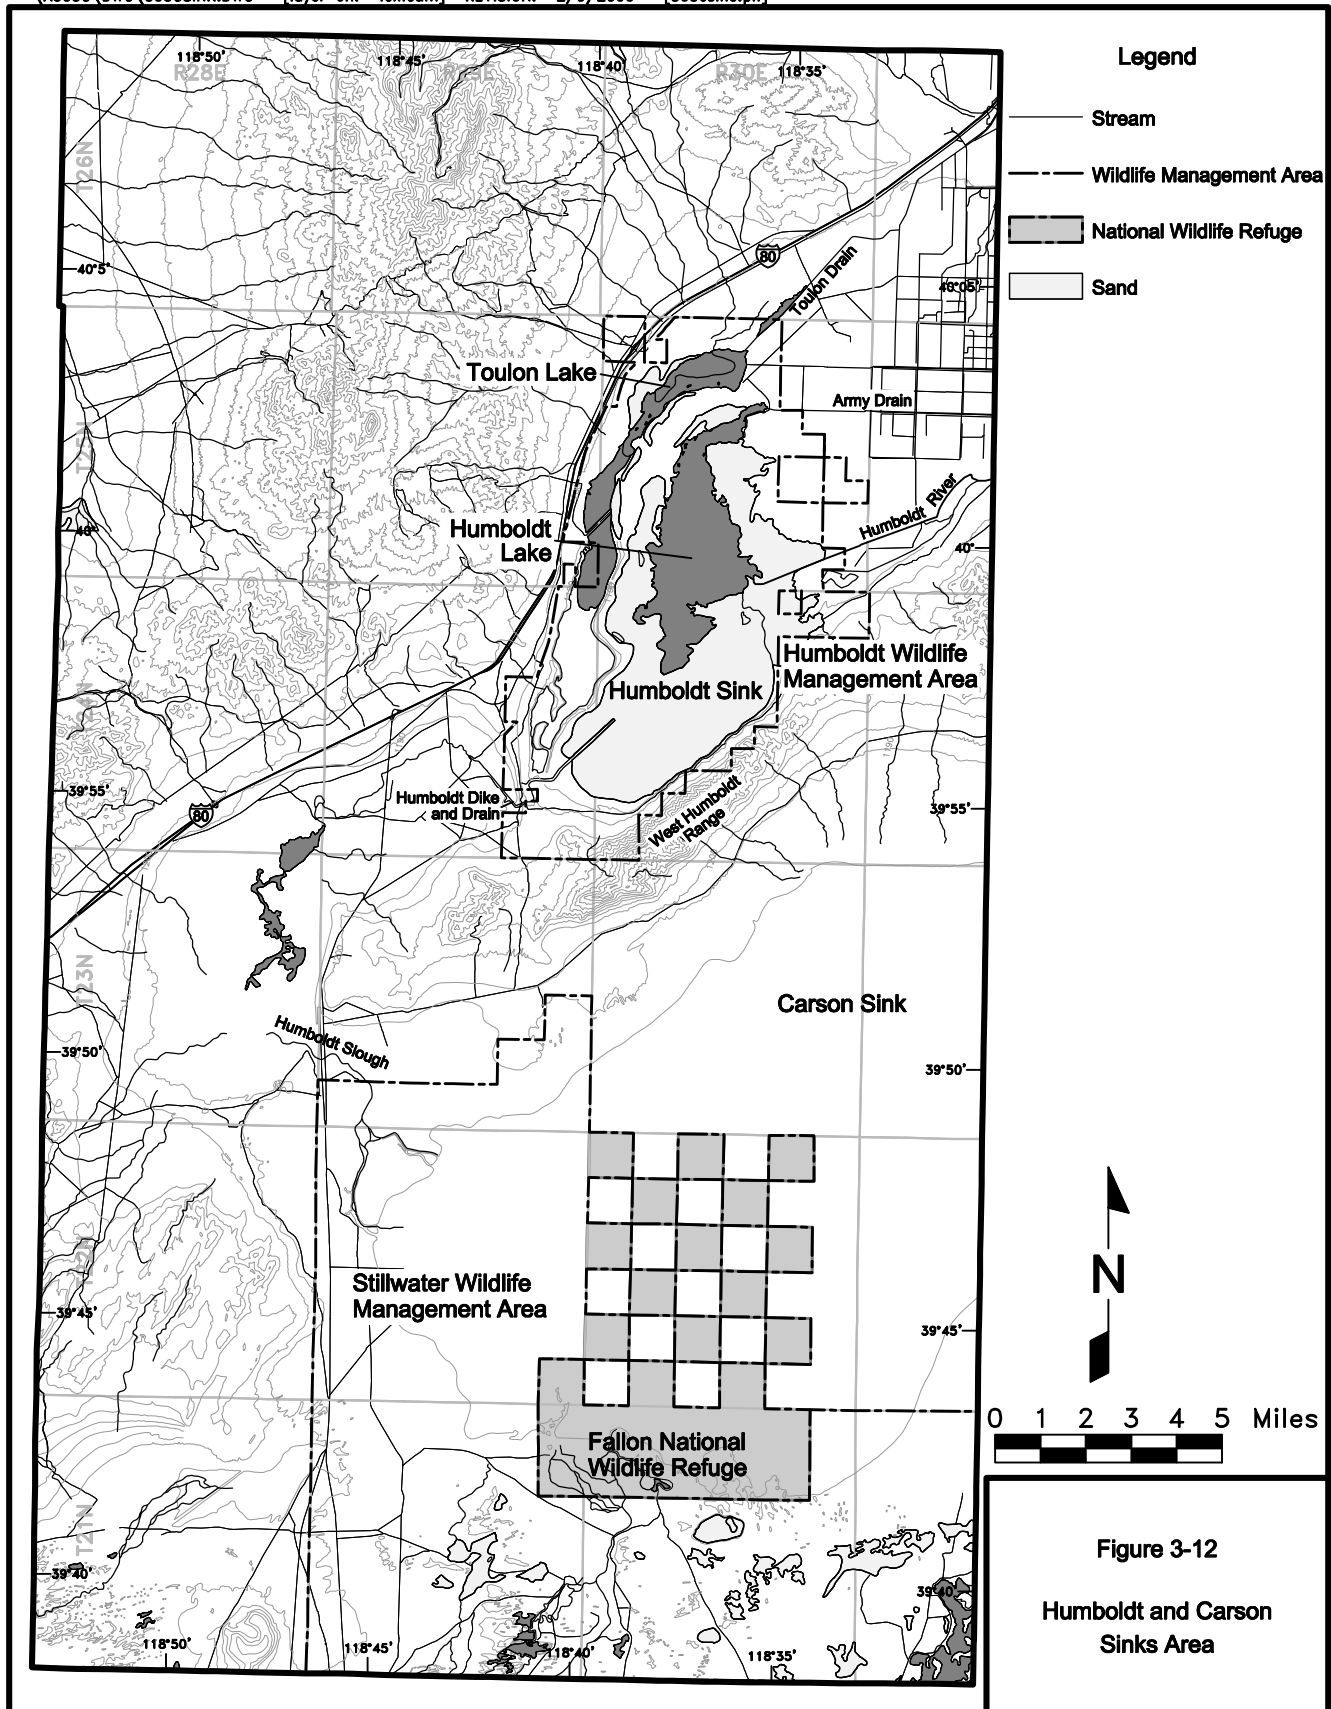 Legend
Stream
Wildlife Management Area
National Wildlife Refuge
Sand
118°50'
118°45'
118°40'
118°35'
R28E
R30E
T26N
40°5'
80
Toulon Drain
40°05'
Toulon Lake
Army Drain
Humboldt River
Humboldt
Lake
40°
40°
Humboldt Wildlife
Management Area
Humboldt Sink
39°55'
80
Humboldt Dike
and Drain
West Humboldt
Range
39°55'
T23N
Carson Sink
Humboldt Slough
39°50'
39°50'
Stillwater Wildlife
Management Area
39°45'
39°45'
Fallon National
Wildlife Refuge
T21N
39°40'
39°40'
118°50'
118°45'
118°40'
118°35'
N
0 1 2 3 4 5 Miles
Figure 3-12
Humboldt and Carson
Sinks Area